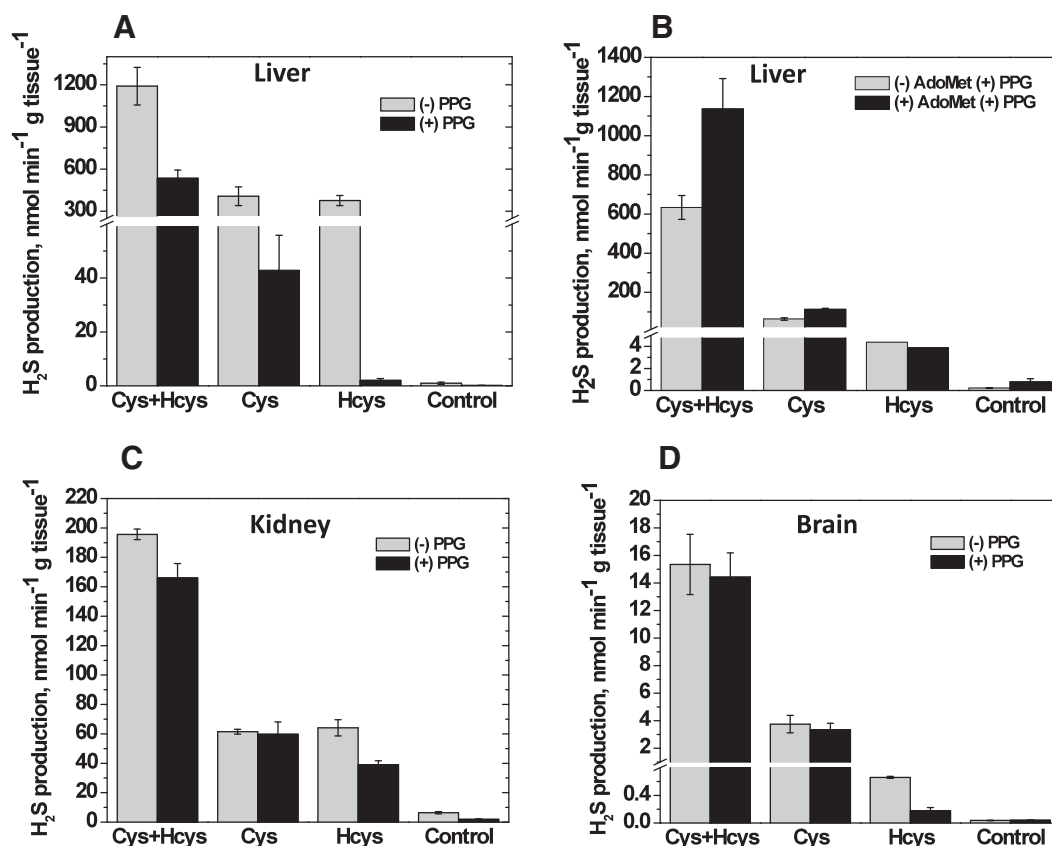 A
Liver
H2S production, nmol min-1 g tissue-1
1200
900
600
300
40
20
0
(-) PPG
(+) PPG
Cys+Hcys Cys Hcys Control
B
Liver
H2S production, nmol min-1g tissue-1
1400
1200
1000
800
600
400
200
4
2
0
(-) AdoMet (+) PPG
(+) AdoMet (+) PPG
Cys+Hcys Cys Hcys Control
C
Kidney
H2S production, nmol min-1 g tissue-1
220
200
180
160
140
120
100
80
60
40
20
0
(-) PPG
(+) PPG
Cys+Hcys Cys Hcys Control
D
Brain
H2S production, nmol min-1 g tissue-1
20
18
16
14
12
10
8
6
4
2
0.4
0.0
(-) PPG
(+) PPG
Cys+Hcys Cys Hcys Control